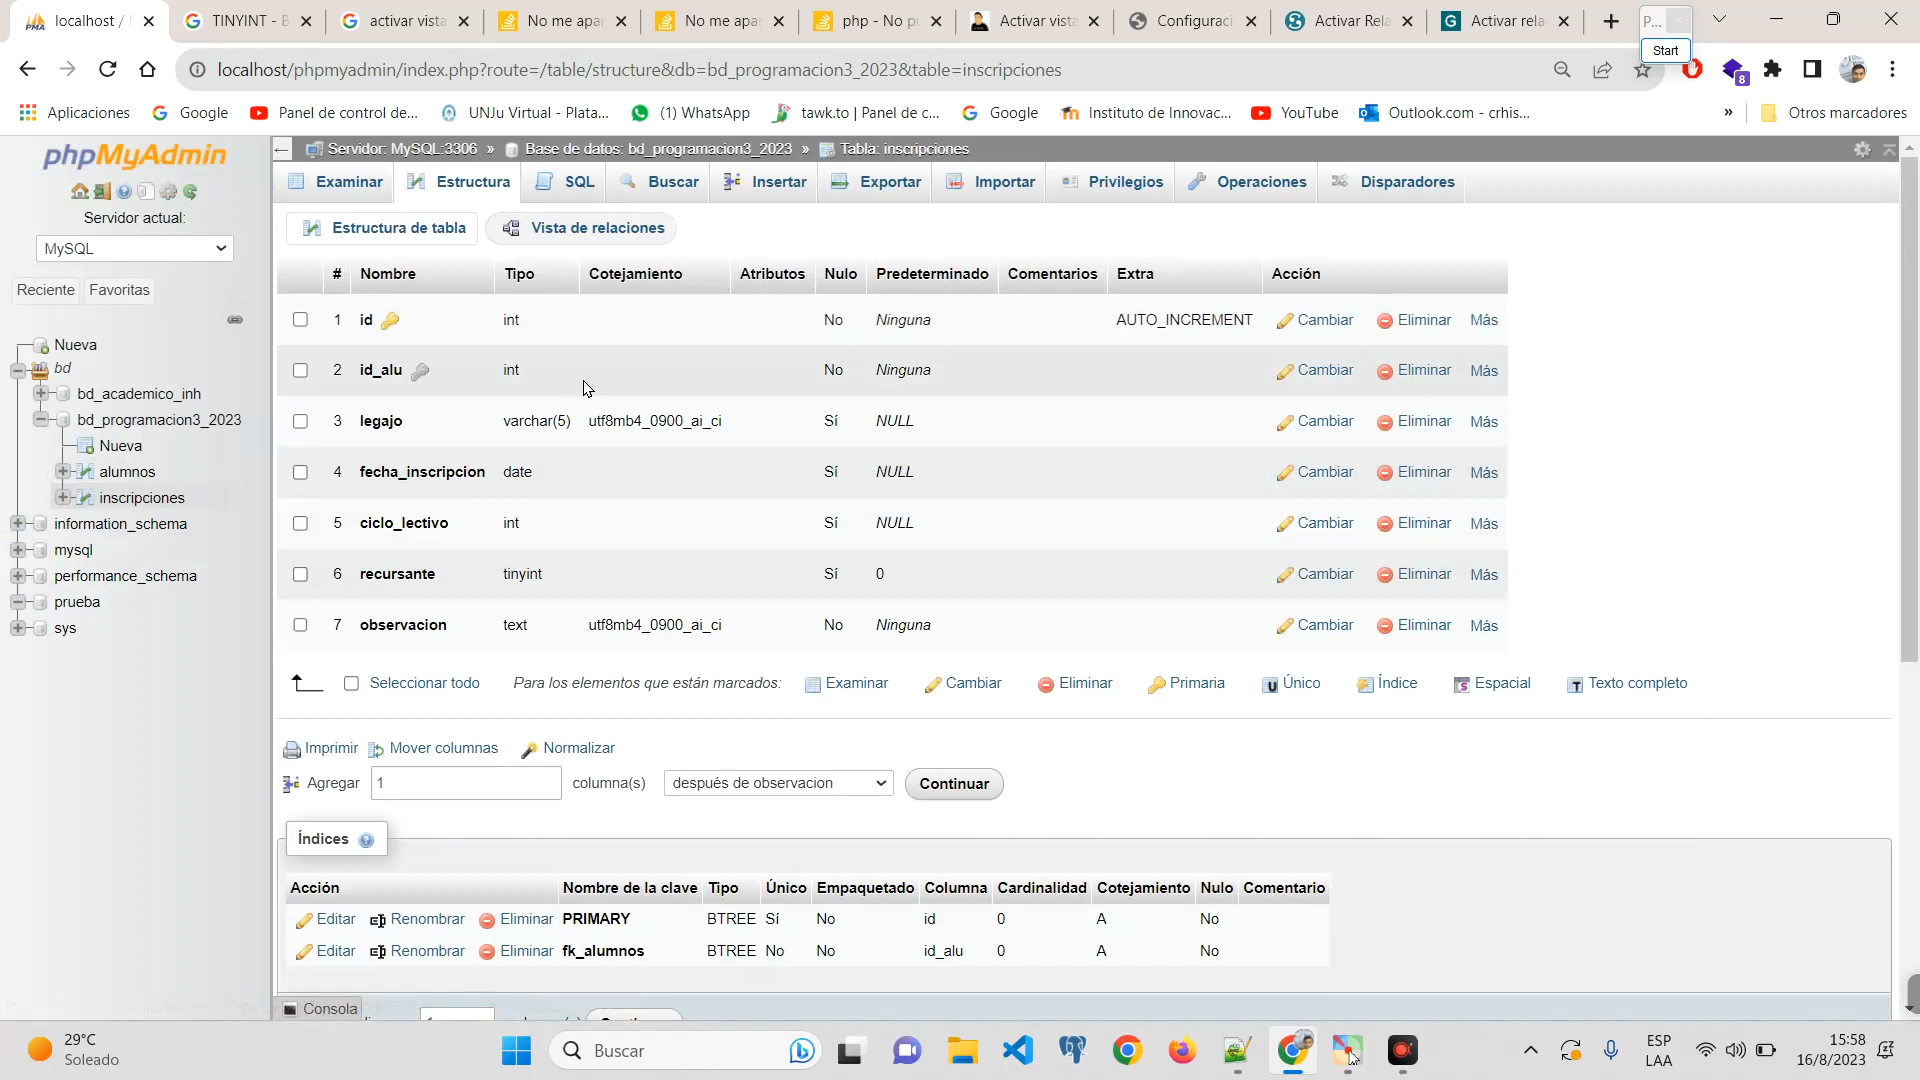 localhost /
TINYINT - B
activar vista
No me apar
No me apar
php - No pu
Activar vista
Configuraci
Activar Rela
Activar rela
P...
Start
localhost/phpmyadmin/index.php?route=/table/structure&db=bd_programacion3_2023&table=inscripciones
8
Aplicaciones Google Panel de control de... UNJu Virtual - Plata... (1) WhatsApp tawk.to | Panel de c... Google Instituto de Innovac... YouTube Outlook.com - crhis... » Otros marcadores
phpMyAdmin
Servidor actual:
MySQL
Reciente Favoritas
Nueva
bd
bd_academico_inh
bd_programacion3_2023
Nueva
alumnos
inscripciones
information_schema
mysql
performance_schema
prueba
sys
Servidor: MySQL:3306 » Base de datos: bd_programacion3_2023 » Tabla: inscripciones
Examinar Estructura SQL Buscar Insertar Exportar Importar Privilegios Operaciones Disparadores
Estructura de tabla Vista de relaciones
# Nombre Tipo Cotejamiento Atributos Nulo Predeterminado Comentarios Extra Acción
1 id int No Ninguna AUTO_INCREMENT Cambiar Eliminar Más
2 id_alu int No Ninguna Cambiar Eliminar Más
3 legajo varchar(5) utf8mb4_0900_ai_ci Sí NULL Cambiar Eliminar Más
4 fecha_inscripcion date Sí NULL Cambiar Eliminar Más
5 ciclo_lectivo int Sí NULL Cambiar Eliminar Más
6 recursante tinyint Sí 0 Cambiar Eliminar Más
7 observacion text utf8mb4_0900_ai_ci No Ninguna Cambiar Eliminar Más
Seleccionar todo Para los elementos que están marcados: Examinar Cambiar Eliminar Primaria Único Índice Espacial Texto completo
Imprimir Mover columnas Normalizar
Agregar 1 columna(s) después de observacion Continuar
Índices
Acción Nombre de la clave Tipo Único Empaquetado Columna Cardinalidad Cotejamiento Nulo Comentario
Editar Renombrar Eliminar PRIMARY BTREE Sí No id 0 A No
Editar Renombrar Eliminar fk_alumnos BTREE No No id_alu 0 A No
Consola
29°C
Soleado
Buscar
ESP
LAA
15:58
16/8/2023